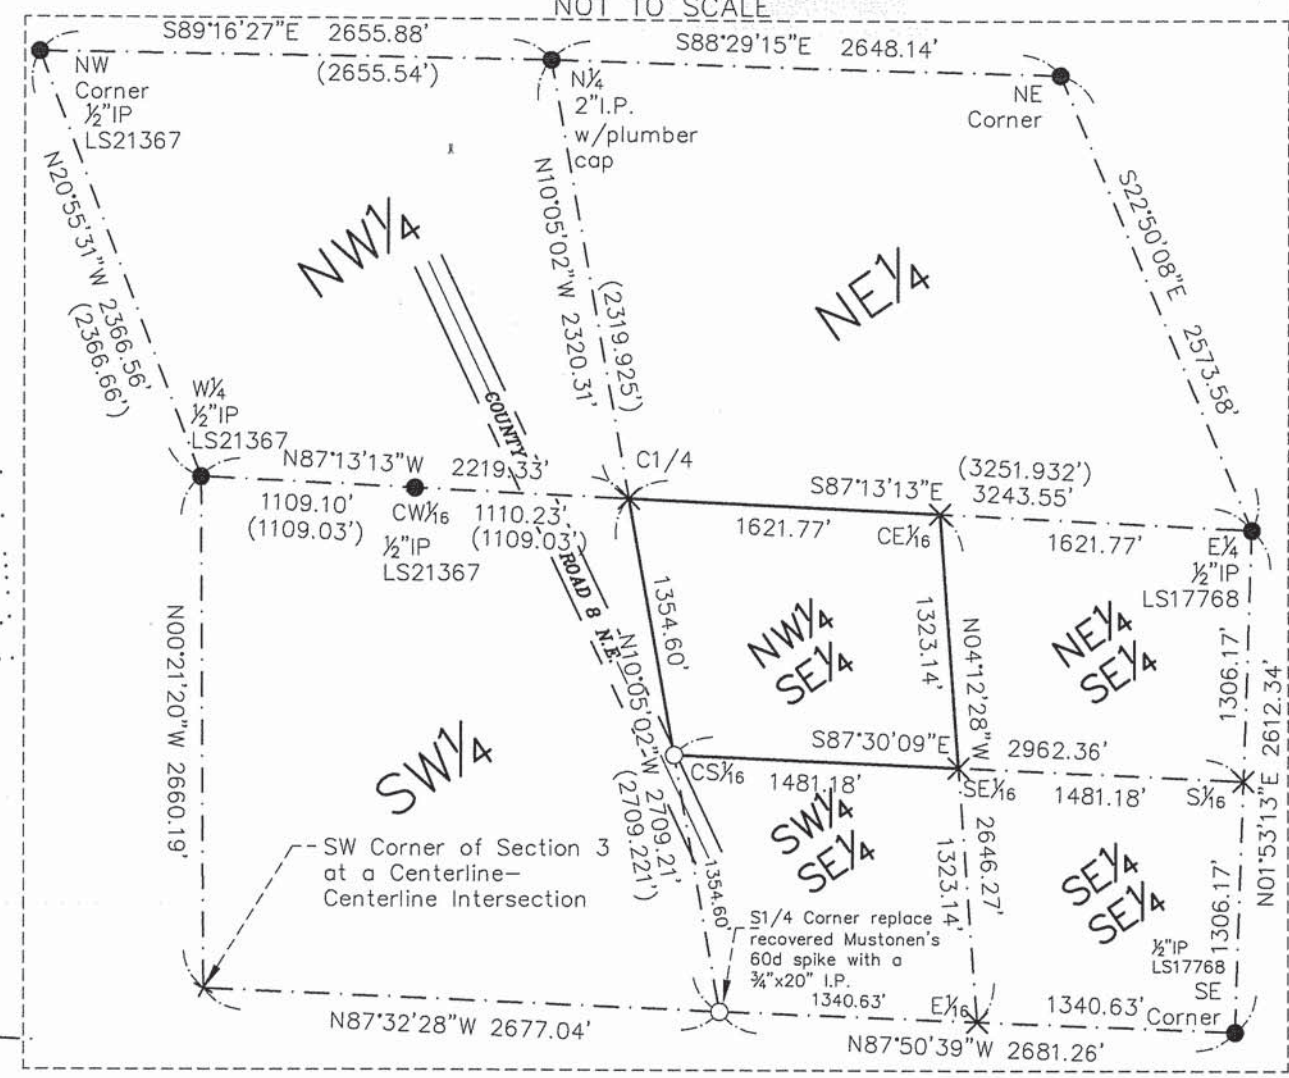 NOT TO SCALE
S89°16'27"E 2655.88'
(2655.54')
S88°29'15"E 2648.14'
NW
Corner
½"IP
LS21367
N¼
2"I.P.
w/plumber
cap
NE
Corner
N20°55'31"W 2366.56'
(2366.66')
NW¼
N10°05'02"W 2320.31'
(2319.925')
NE¼
S22°50'08"E 2573.58'
W¼
½"IP
LS21367
N87°13'13"W 2219.33'
COUNTY
ROAD 8 N.E.
C1/4
S87°13'13"E
(3251.932')
3243.55'
1109.10'
(1109.03')
CW1⁄16
½"IP
LS21367
1110.23'
(1109.03')
1621.77'
CE1⁄16
1621.77'
E¼
½"IP
LS17768
N00°21'20"W 2660.19'
SW¼
1354.60'
N10°05'02"W 2709.21'
(2709.221')
NW¼
SE¼
1323.14'
N04°12'28"W
2646.27'
NE¼
SE¼
1306.17'
N01°53'13"E 2612.34'
S87°30'09"E
2962.36'
CS1⁄16
1481.18'
SE1⁄16
1481.18'
S1⁄16
SW¼
SE¼
1323.14'
SE¼
SE¼
1306.17'
SW Corner of Section 3
at a Centerline–
Centerline Intersection
1354.60'
S1/4 Corner replace
recovered Mustonen's
60d spike with a
¾"x20" I.P.
½"IP
LS17768
SE
Corner
1340.63'
E1⁄16
1340.63'
N87°32'28"W 2677.04'
N87°50'39"W 2681.26'